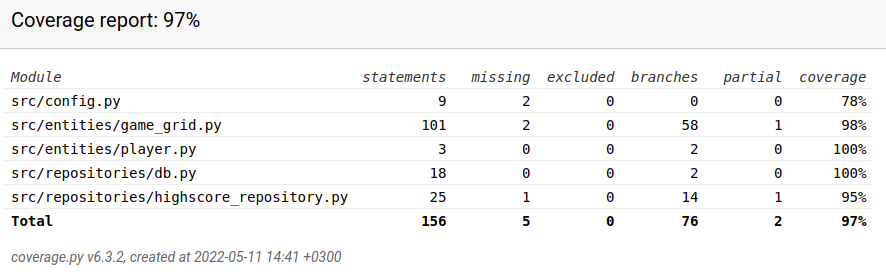 Coverage report: 97%
Module statements missing excluded branches partial coverage
src/config.py 9 2 0 0 0 78%
src/entities/game_grid.py 101 2 0 58 1 98%
src/entities/player.py 3 0 0 2 0 100%
src/repositories/db.py 18 0 0 2 0 100%
src/repositories/highscore_repository.py 25 1 0 14 1 95%
Total 156 5 0 76 2 97%
coverage.py v6.3.2, created at 2022-05-11 14:41 +0300